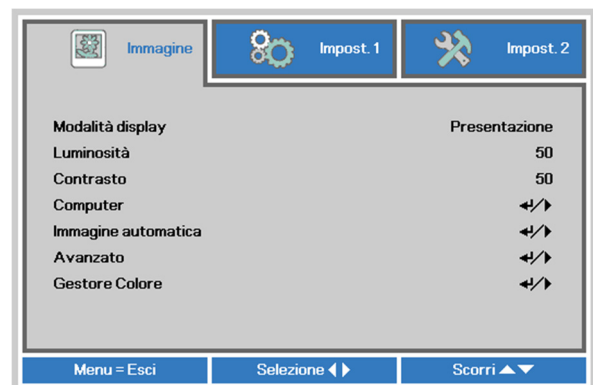 Immagine Impost. 1 Impost. 2
Modalità display Presentazione
Luminosità 50
Contrasto 50
Computer
Immagine automatica
Avanzato
Gestore Colore
Menu = Esci Selezione Scorri